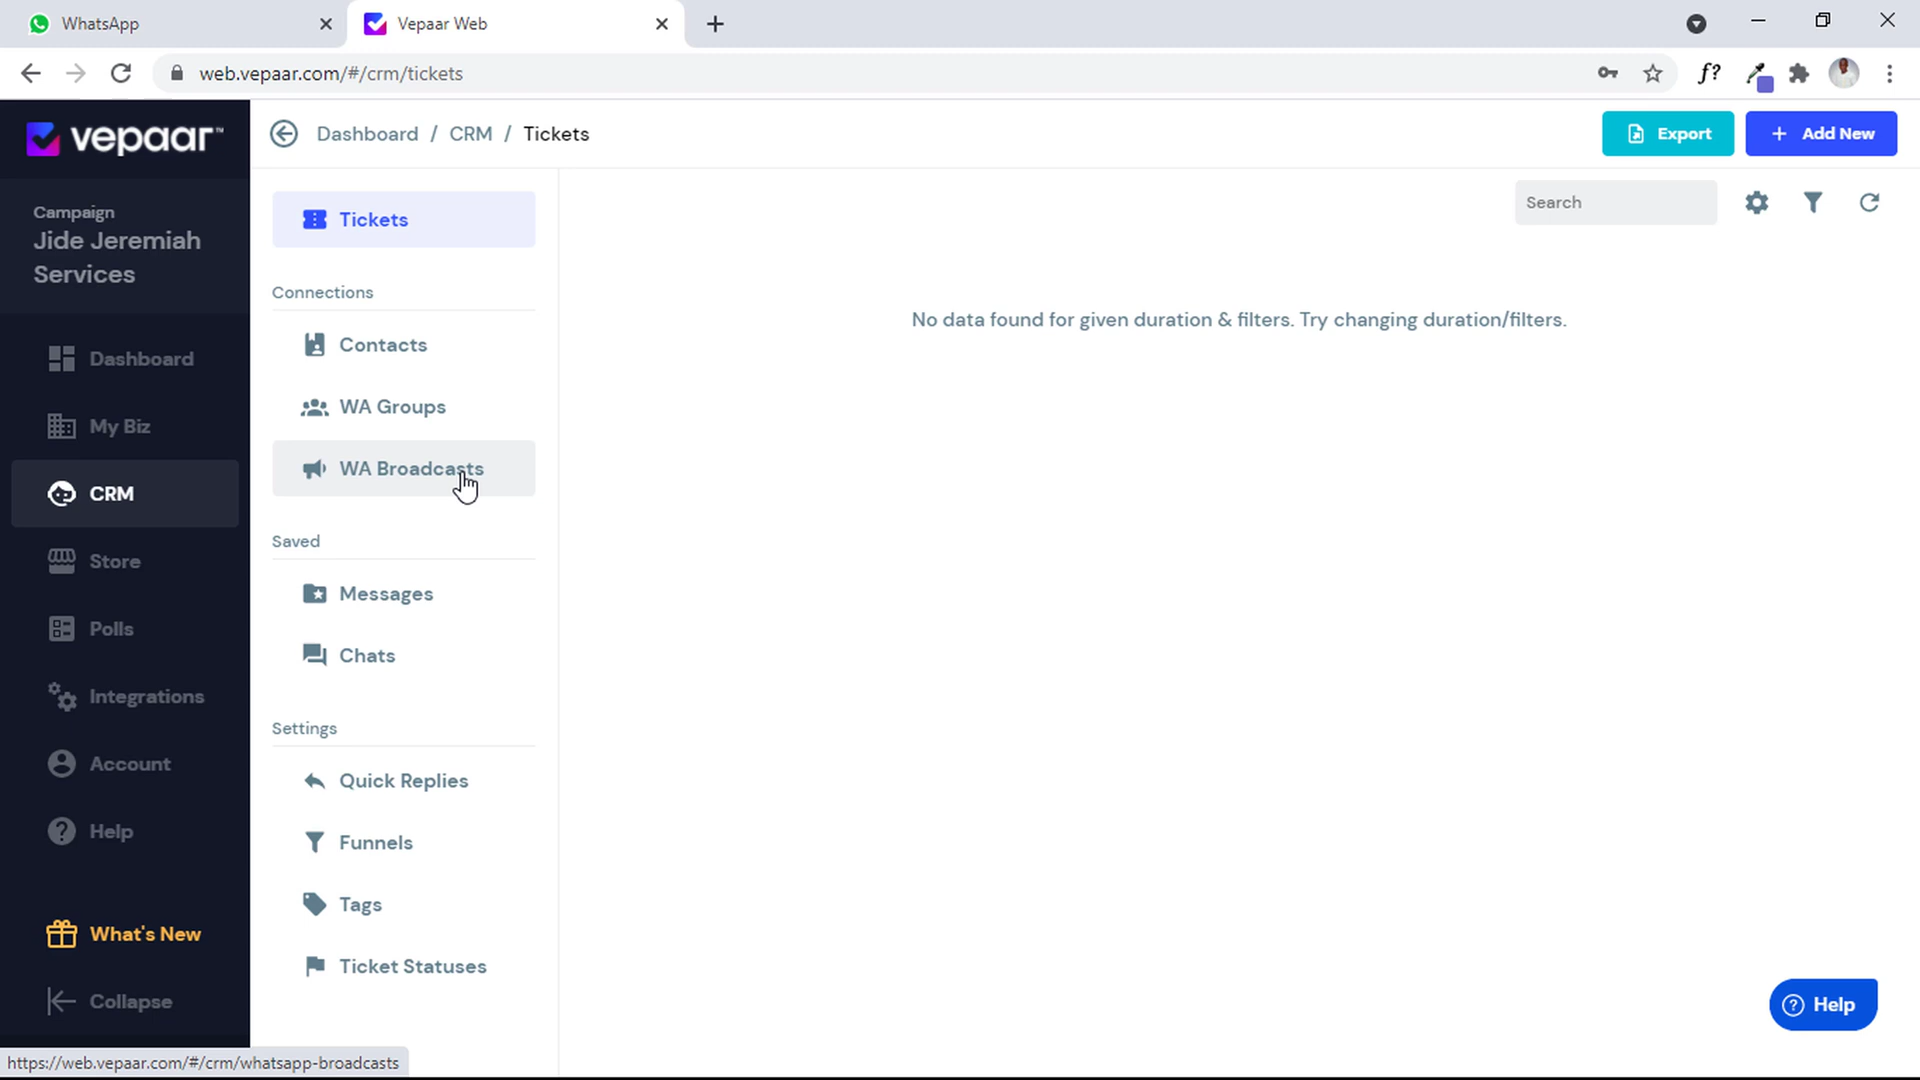 WhatsApp
Vepaar Web
web.vepaar.com/#/crm/tickets
f?
vepaar™
Dashboard / CRM / Tickets
Export
+ Add New
Campaign
Jide Jeremiah
Services
Dashboard
My Biz
CRM
Store
Polls
Integrations
Account
Help
What's New
Collapse
Tickets
Connections
Contacts
WA Groups
WA Broadcasts
Saved
Messages
Chats
Settings
Quick Replies
Funnels
Tags
Ticket Statuses
Search
No data found for given duration & filters. Try changing duration/filters.
Help
https://web.vepaar.com/#/crm/whatsapp-broadcasts